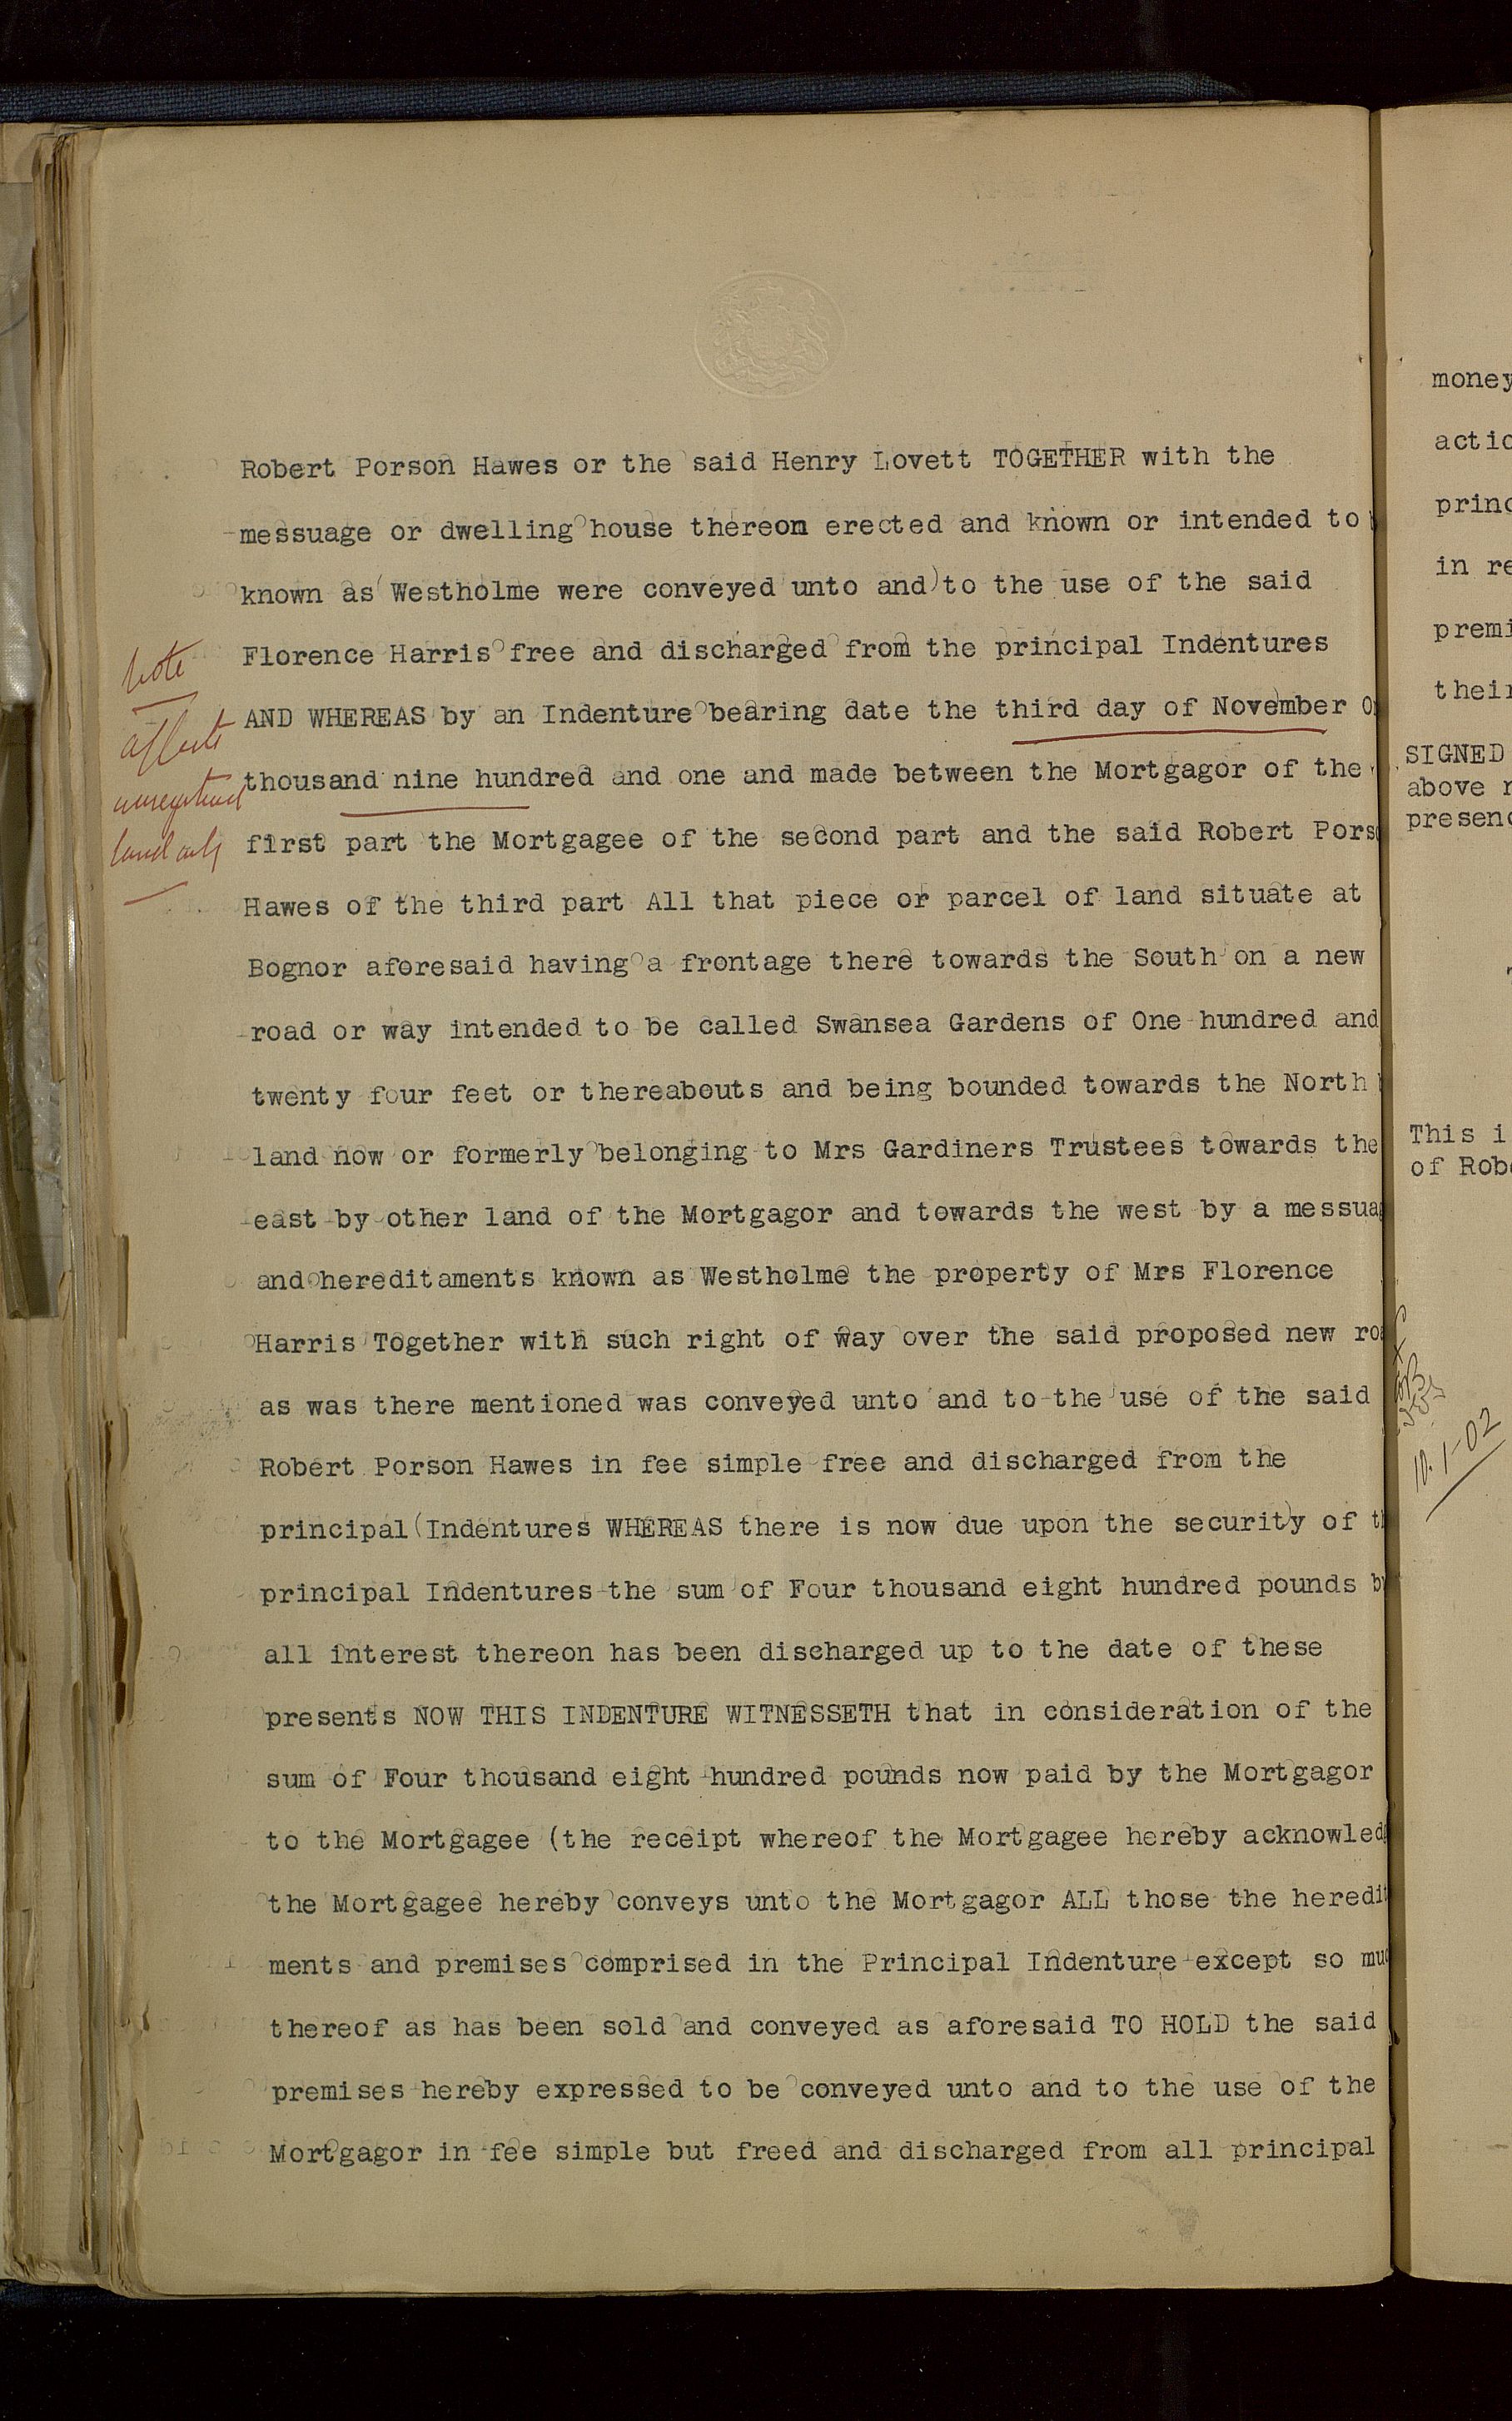 Robert Porson Hawes or the said Henry Lovett TOGETHER with the
messuage or dwelling house thereon erected and known or intended to
known as Westholme were conveyed unto and to the use of the said
Florence Harris free and discharged from the principal Indentures
AND WHEREAS by an Indenture bearing date the third day of November O
thousand nine hundred and one and made between the Mortgagor of the
first part the Mortgagee of the second part and the said Robert Pors
Hawes of the third part All that piece or parcel of land situate at
Bognor aforesaid having a frontage there towards the South on a new
road or way intended to be called Swansea Gardens of One hundred and
twenty four feet or thereabouts and being bounded towards the North
land now or formerly belonging to Mrs Gardiners Trustees towards the
east by other land of the Mortgagor and towards the west by a messua
and hereditaments known as Westholme the property of Mrs Florence
Harris Together with such right of way over the said proposed new ro
as was there mentioned was conveyed unto and to the use of the said
Robert Porson Hawes in fee simple free and discharged from the
principal Indentures WHEREAS there is now due upon the security of t
principal Indentures the sum of Four thousand eight hundred pounds b
all interest thereon has been discharged up to the date of these
presents NOW THIS INDENTURE WITNESSETH that in consideration of the
sum of Four thousand eight hundred pounds now paid by the Mortgagor
to the Mortgagee (the receipt whereof the Mortgagee hereby acknowled
the Mortgagee hereby conveys unto the Mortgagor ALL those the heredit
ments and premises comprised in the Principal Indenture except so mu
thereof as has been sold and conveyed as aforesaid TO HOLD the said
premises hereby expressed to be conveyed unto and to the use of the
Mortgagor in fee simple but freed and discharged from all principal
Note
affects
unregistered
land only
money
actio
princ
in re
premi
their
SIGNED
above n
presenc
This i
of Rob
10.1-02